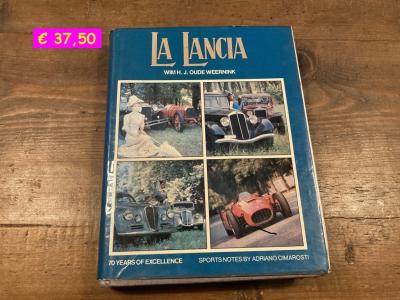 € 37,50
LA LANCIA
WIM H. J. OUDE WEERNINK
70 YEARS OF EXCELLENCE SPORTS NOTES BY ADRIANO CIMAROSTI